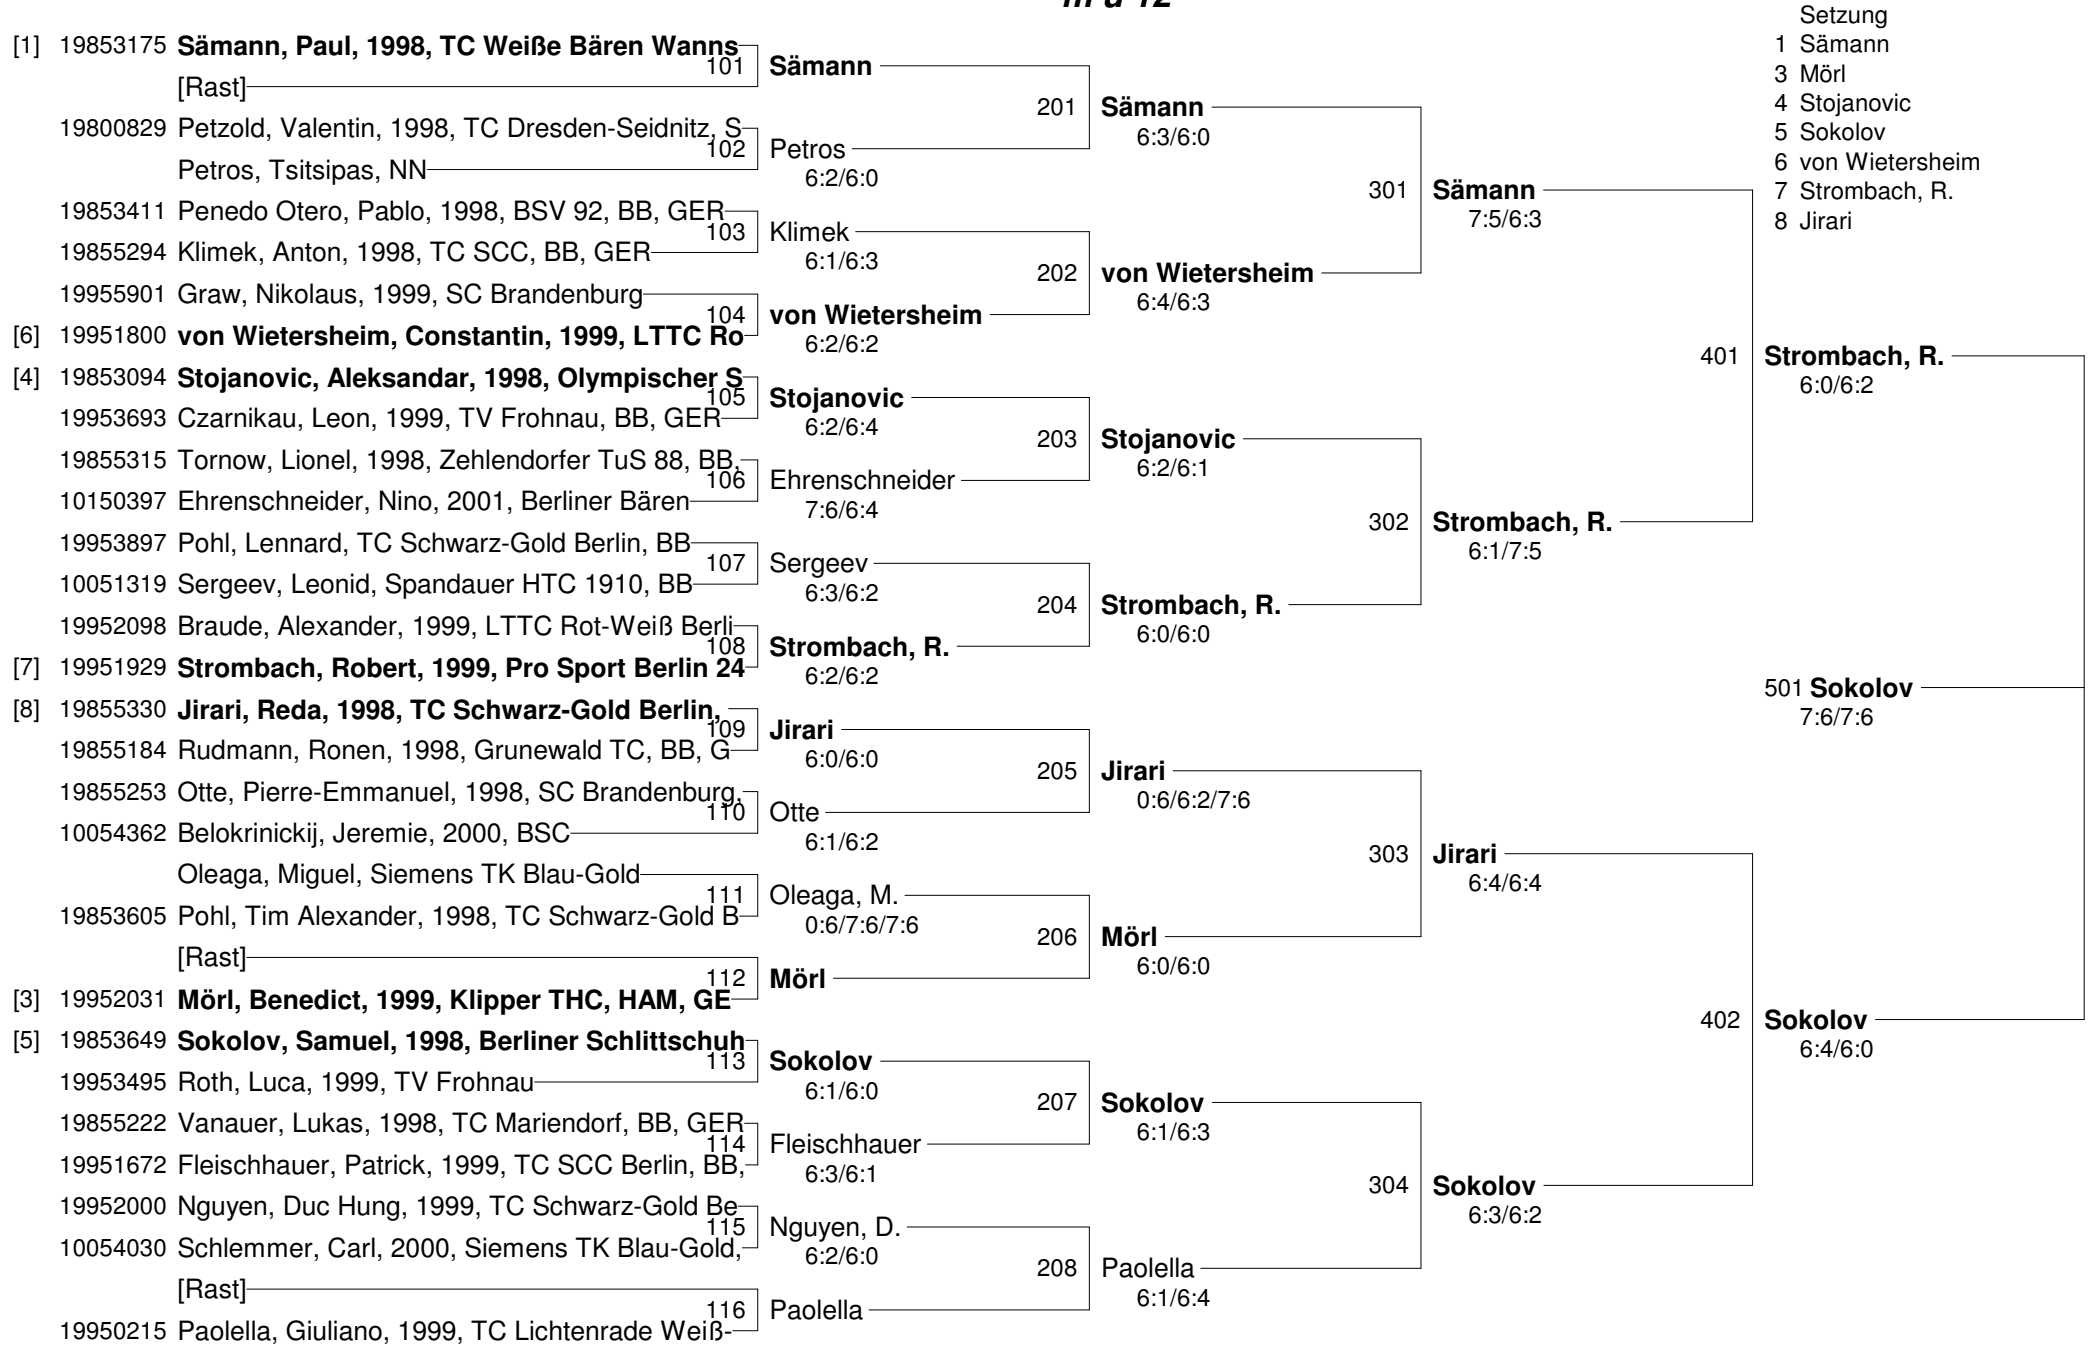 m u 12
Setzung
1 Sämann
3 Mörl
4 Stojanovic
5 Sokolov
6 von Wietersheim
7 Strombach, R.
8 Jirari
[1] 19853175 Sämann, Paul, 1998, TC Weiße Bären Wanns
[Rast]
19800829 Petzold, Valentin, 1998, TC Dresden-Seidnitz, S
Petros, Tsitsipas, NN
19853411 Penedo Otero, Pablo, 1998, BSV 92, BB, GER
19855294 Klimek, Anton, 1998, TC SCC, BB, GER
19955901 Graw, Nikolaus, 1999, SC Brandenburg
[6] 19951800 von Wietersheim, Constantin, 1999, LTTC Ro
[4] 19853094 Stojanovic, Aleksandar, 1998, Olympischer S
19953693 Czarnikau, Leon, 1999, TV Frohnau, BB, GER
19855315 Tornow, Lionel, 1998, Zehlendorfer TuS 88, BB,
10150397 Ehrenschneider, Nino, 2001, Berliner Bären
19953897 Pohl, Lennard, TC Schwarz-Gold Berlin, BB
10051319 Sergeev, Leonid, Spandauer HTC 1910, BB
19952098 Braude, Alexander, 1999, LTTC Rot-Weiß Berli
[7] 19951929 Strombach, Robert, 1999, Pro Sport Berlin 24
[8] 19855330 Jirari, Reda, 1998, TC Schwarz-Gold Berlin,
19855184 Rudmann, Ronen, 1998, Grunewald TC, BB, G
19855253 Otte, Pierre-Emmanuel, 1998, SC Brandenburg,
10054362 Belokrinickij, Jeremie, 2000, BSC
Oleaga, Miguel, Siemens TK Blau-Gold
19853605 Pohl, Tim Alexander, 1998, TC Schwarz-Gold B
[Rast]
[3] 19952031 Mörl, Benedict, 1999, Klipper THC, HAM, GE
[5] 19853649 Sokolov, Samuel, 1998, Berliner Schlittschuh
19953495 Roth, Luca, 1999, TV Frohnau
19855222 Vanauer, Lukas, 1998, TC Mariendorf, BB, GER
19951672 Fleischhauer, Patrick, 1999, TC SCC Berlin, BB,
19952000 Nguyen, Duc Hung, 1999, TC Schwarz-Gold Be
10054030 Schlemmer, Carl, 2000, Siemens TK Blau-Gold,
[Rast]
19950215 Paolella, Giuliano, 1999, TC Lichtenrade Weiß-
101 Sämann
102 Petros
6:2/6:0
103 Klimek
6:1/6:3
104 von Wietersheim
6:2/6:2
105 Stojanovic
6:2/6:4
106 Ehrenschneider
7:6/6:4
107 Sergeev
6:3/6:2
108 Strombach, R.
6:2/6:2
109 Jirari
6:0/6:0
110 Otte
6:1/6:2
111 Oleaga, M.
0:6/7:6/7:6
112 Mörl
113 Sokolov
6:1/6:0
114 Fleischhauer
6:3/6:1
115 Nguyen, D.
6:2/6:0
116 Paolella
201 Sämann
6:3/6:0
202 von Wietersheim
6:4/6:3
203 Stojanovic
6:2/6:1
204 Strombach, R.
6:0/6:0
205 Jirari
0:6/6:2/7:6
206 Mörl
6:0/6:0
207 Sokolov
6:1/6:3
208 Paolella
6:1/6:4
301 Sämann
7:5/6:3
302 Strombach, R.
6:1/7:5
303 Jirari
6:4/6:4
304 Sokolov
6:3/6:2
401 Strombach, R.
6:0/6:2
402 Sokolov
6:4/6:0
501 Sokolov
7:6/7:6